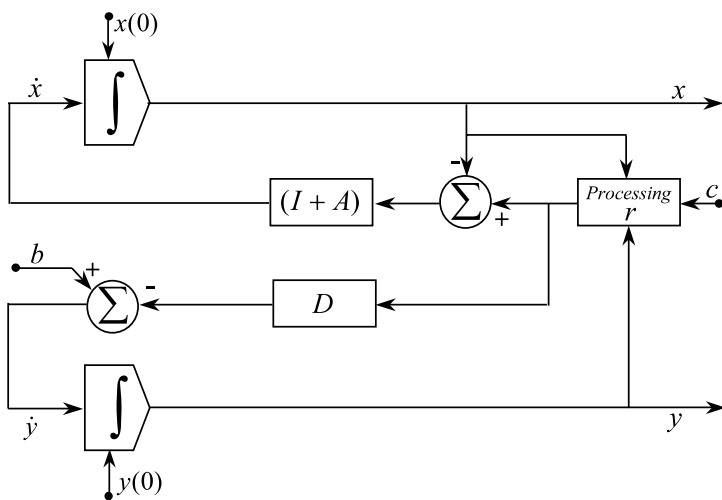 x(0)
ẋ
∫
x
-
(I + A)
∑
+
Processing
r
c
b
+
∑
-
D
∫
ẏ
y
y(0)